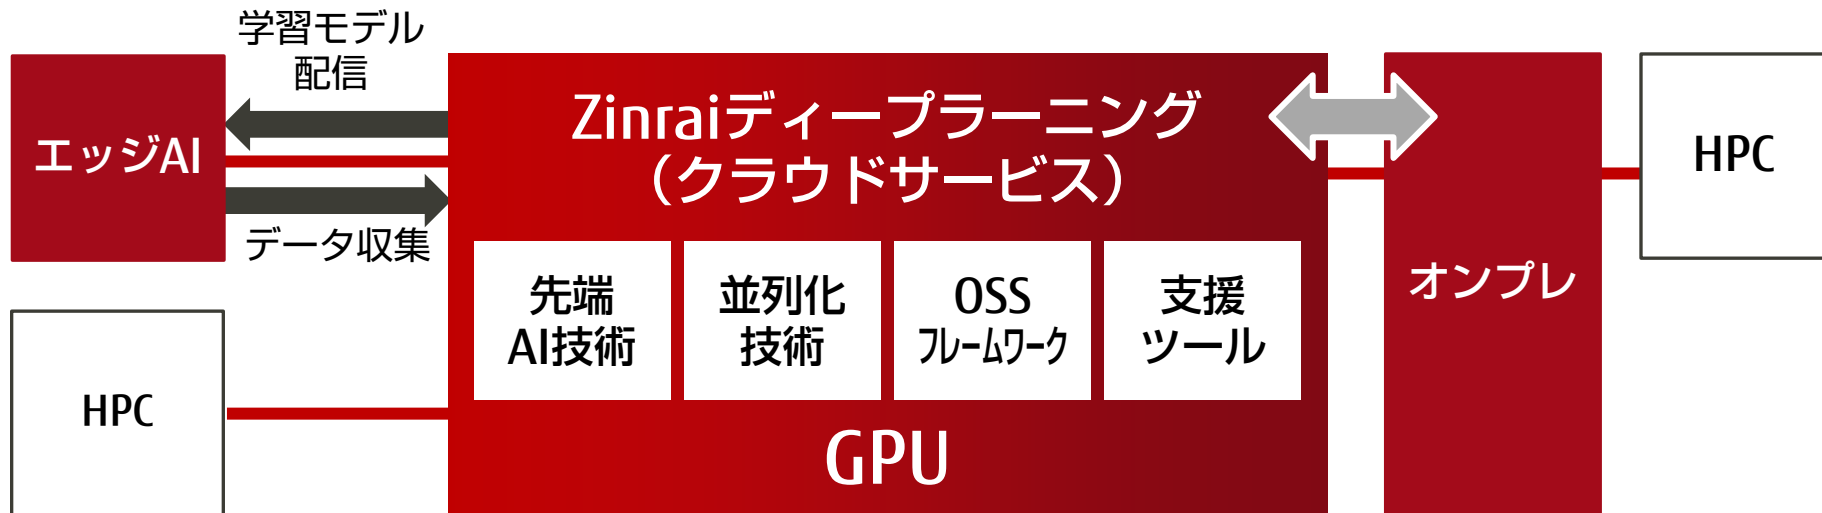 学習モデル
配信
エッジAI
データ収集
HPC
Zinraiディープラーニング
（クラウドサービス）
先端
AI技術
並列化
技術
OSS
フレームワーク
支援
ツール
GPU
オンプレ
HPC